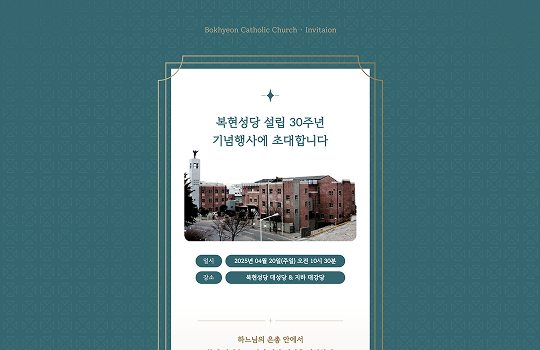 Bokhyeon Catholic Church - Invitaion
복현성당 설립 30주년
기념행사에 초대합니다
일시 2025년 04월 20일(주일) 오전 10시 30분
장소 복현성당 대성당 & 지하 대강당
하느님의 은총 안에서